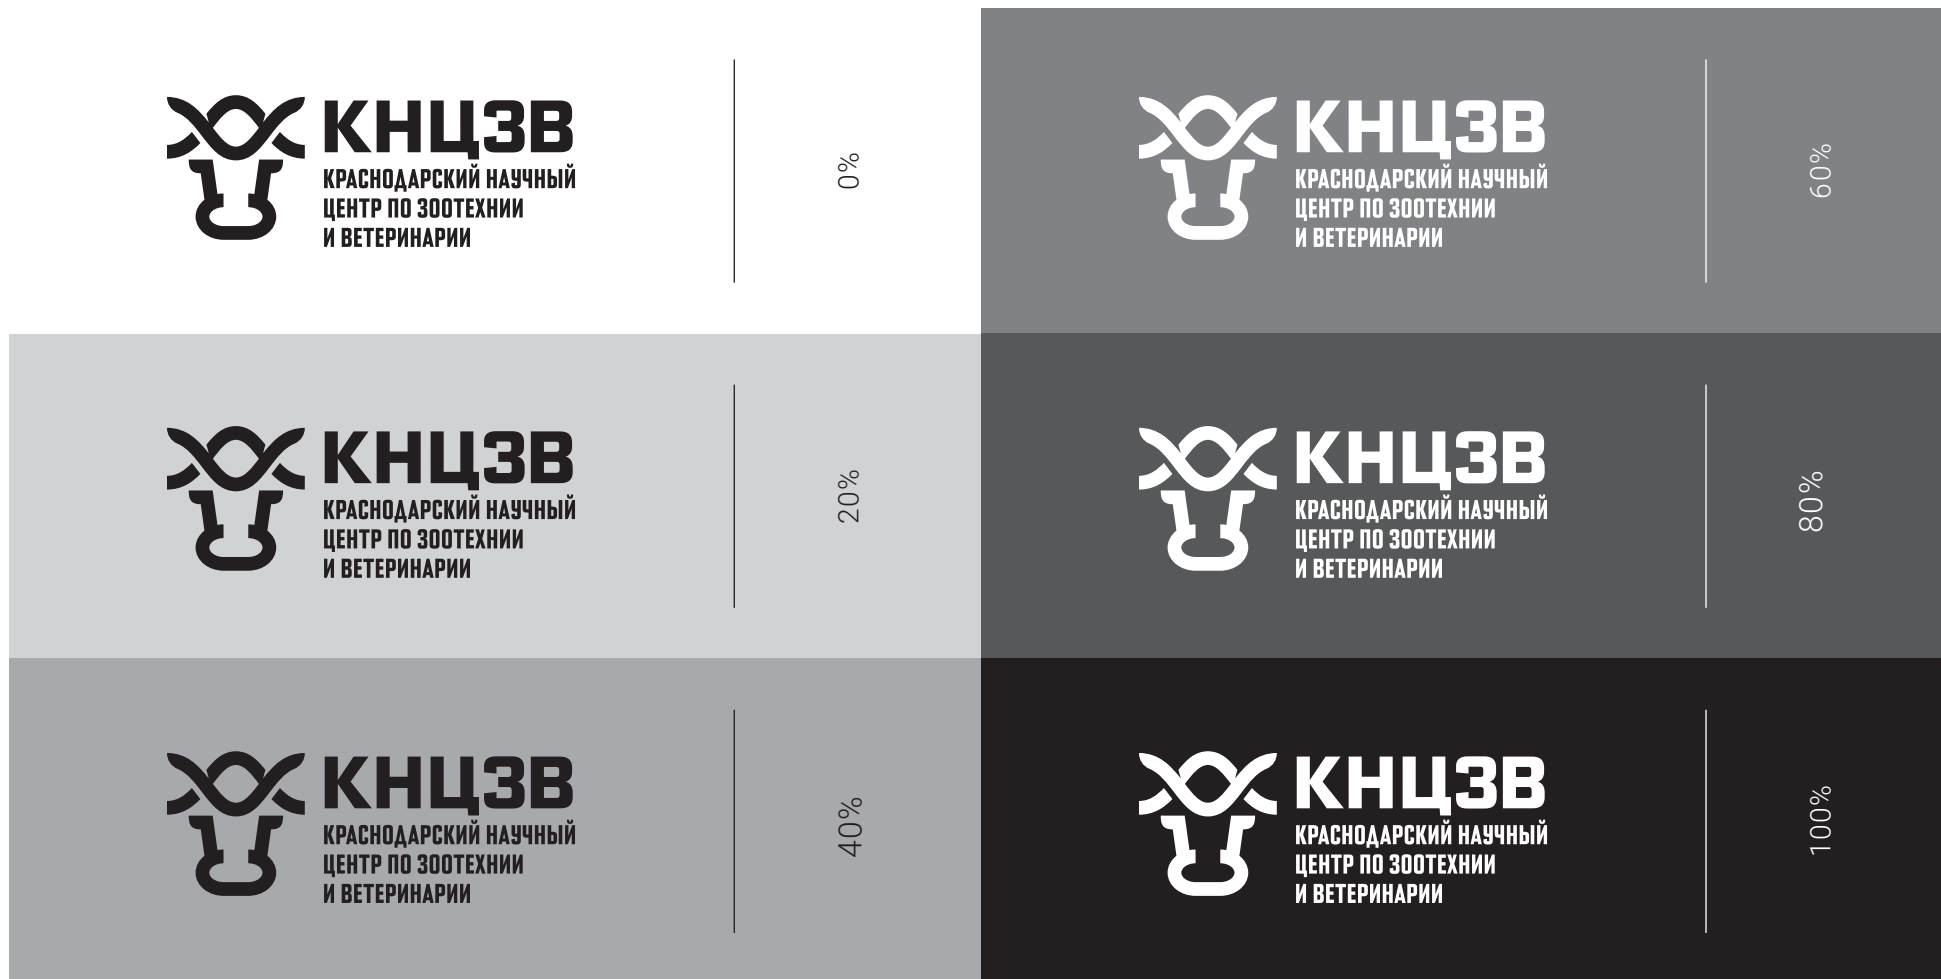 КНЦЗВ
КРАСНОДАРСКИЙ НАУЧНЫЙ
ЦЕНТР ПО ЗООТЕХНИИ
И ВЕТЕРИНАРИИ
0%
КНЦЗВ
КРАСНОДАРСКИЙ НАУЧНЫЙ
ЦЕНТР ПО ЗООТЕХНИИ
И ВЕТЕРИНАРИИ
60%
КНЦЗВ
КРАСНОДАРСКИЙ НАУЧНЫЙ
ЦЕНТР ПО ЗООТЕХНИИ
И ВЕТЕРИНАРИИ
20%
КНЦЗВ
КРАСНОДАРСКИЙ НАУЧНЫЙ
ЦЕНТР ПО ЗООТЕХНИИ
И ВЕТЕРИНАРИИ
80%
КНЦЗВ
КРАСНОДАРСКИЙ НАУЧНЫЙ
ЦЕНТР ПО ЗООТЕХНИИ
И ВЕТЕРИНАРИИ
40%
КНЦЗВ
КРАСНОДАРСКИЙ НАУЧНЫЙ
ЦЕНТР ПО ЗООТЕХНИИ
И ВЕТЕРИНАРИИ
100%